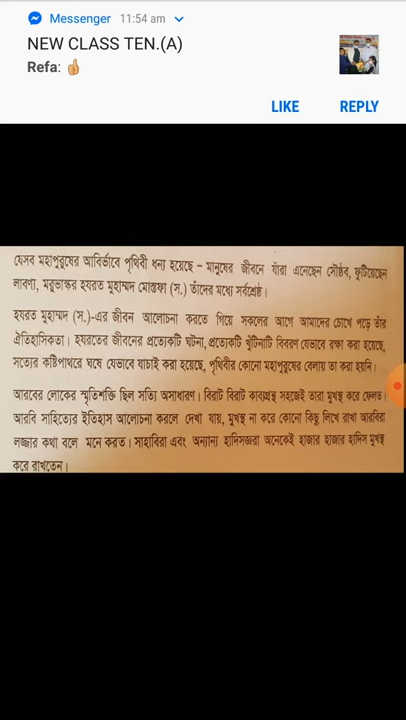 Messenger 11:54 am
NEW CLASS TEN.(A)
Refa: 👍
LIKE REPLY
যেসব মহাপুরুষের আবির্ভাবে পৃথিবী ধন্য হয়েছে – মানুষের জীবনে যাঁরা এনেছেন সৌষ্ঠব, ফুটিয়েছেন
লাবণ্য, মরুভাস্কর হযরত মুহাম্মদ মোস্তফা (স.) তাঁদের মধ্যে সর্বশ্রেষ্ঠ।
হযরত মুহাম্মদ (স.)-এর জীবন আলোচনা করতে গিয়ে সকলের আগে আমাদের চোখে পড়ে তাঁর
ঐতিহাসিকতা। হযরতের জীবনের প্রত্যেকটি ঘটনা, প্রত্যেকটি খুঁটিনাটি বিবরণ যেভাবে রক্ষা করা হয়েছে,
সত্যের কষ্টিপাথরে ঘষে যেভাবে যাচাই করা হয়েছে, পৃথিবীর কোনো মহাপুরুষের বেলায় তা করা হয়নি।
আরবের লোকের স্মৃতিশক্তি ছিল সত্যি অসাধারণ। বিরাট বিরাট কাব্যগ্রন্থ সহজেই তারা মুখস্থ করে ফেলত।
আরবি সাহিত্যের ইতিহাস আলোচনা করলে দেখা যায়, মুখস্থ না করে কোনো কিছু লিখে রাখা আরবিরা
লজ্জার কথা বলে মনে করত। সাহাবিরা এবং অন্যান্য হাদিসজ্ঞরা অনেকেই হাজার হাজার হাদিস মুখস্থ
করে রাখতেন।